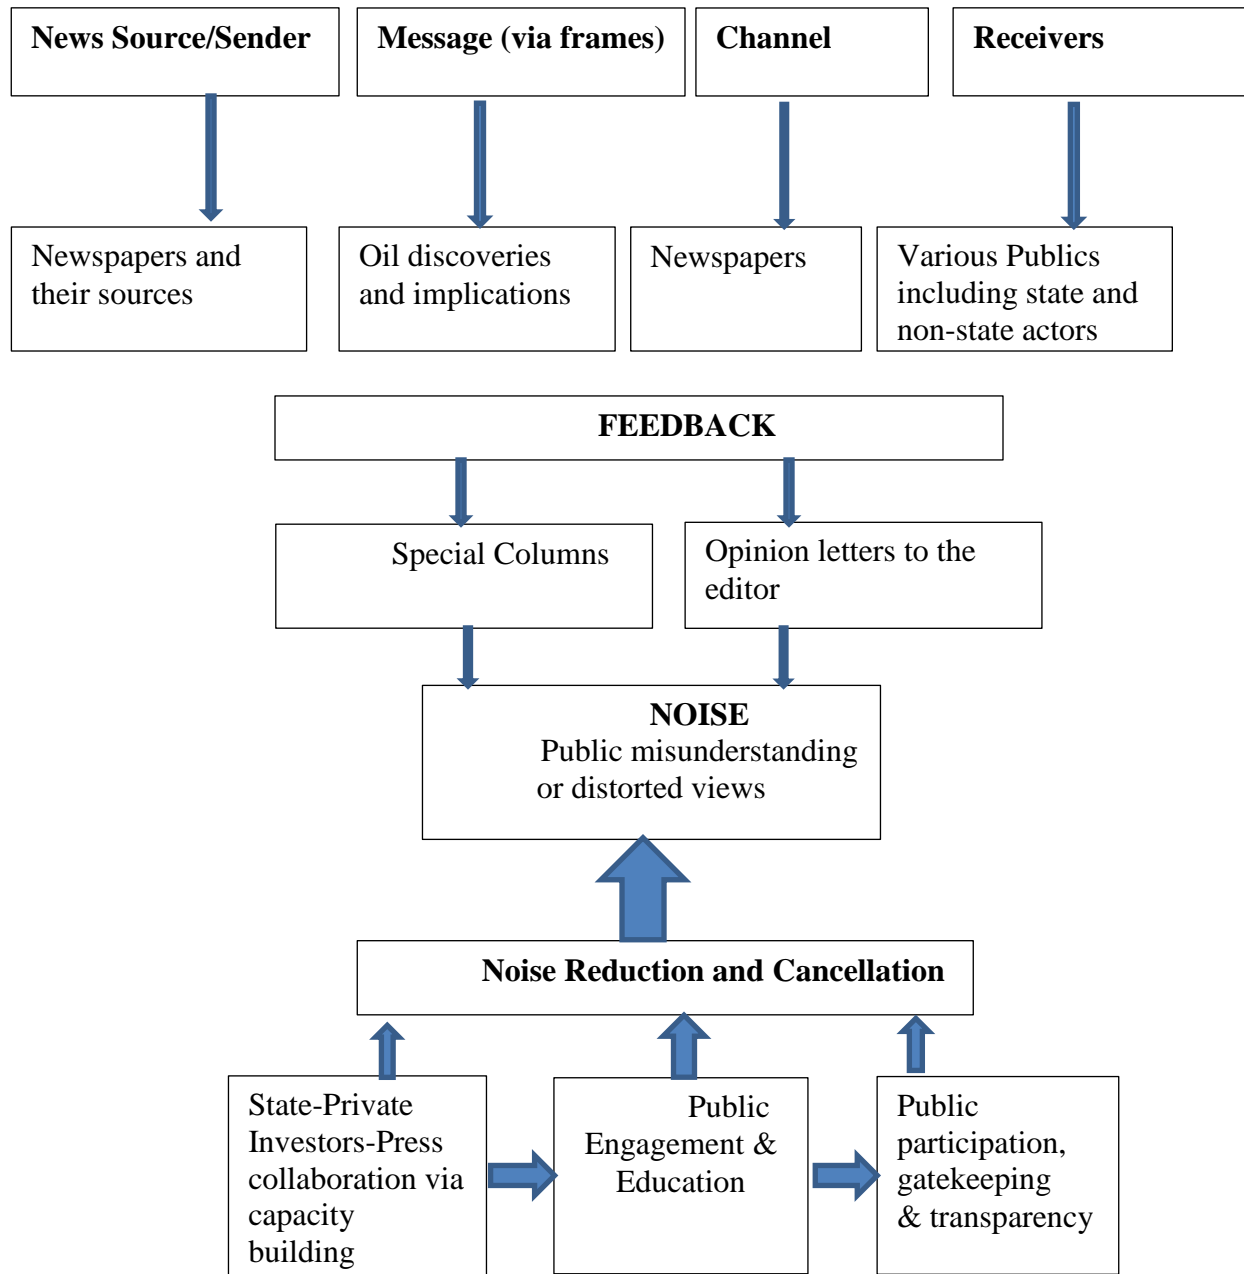 News Source/Sender
Message (via frames)
Channel
Receivers
Newspapers and
their sources
Oil discoveries
and implications
Newspapers
Various Publics
including state and
non-state actors
FEEDBACK
Special Columns
Opinion letters to the
editor
NOISE
Public misunderstanding
or distorted views
Noise Reduction and Cancellation
State-Private
Investors-Press
collaboration via
capacity
building
Public
Engagement &
Education
Public
participation,
gatekeeping
& transparency